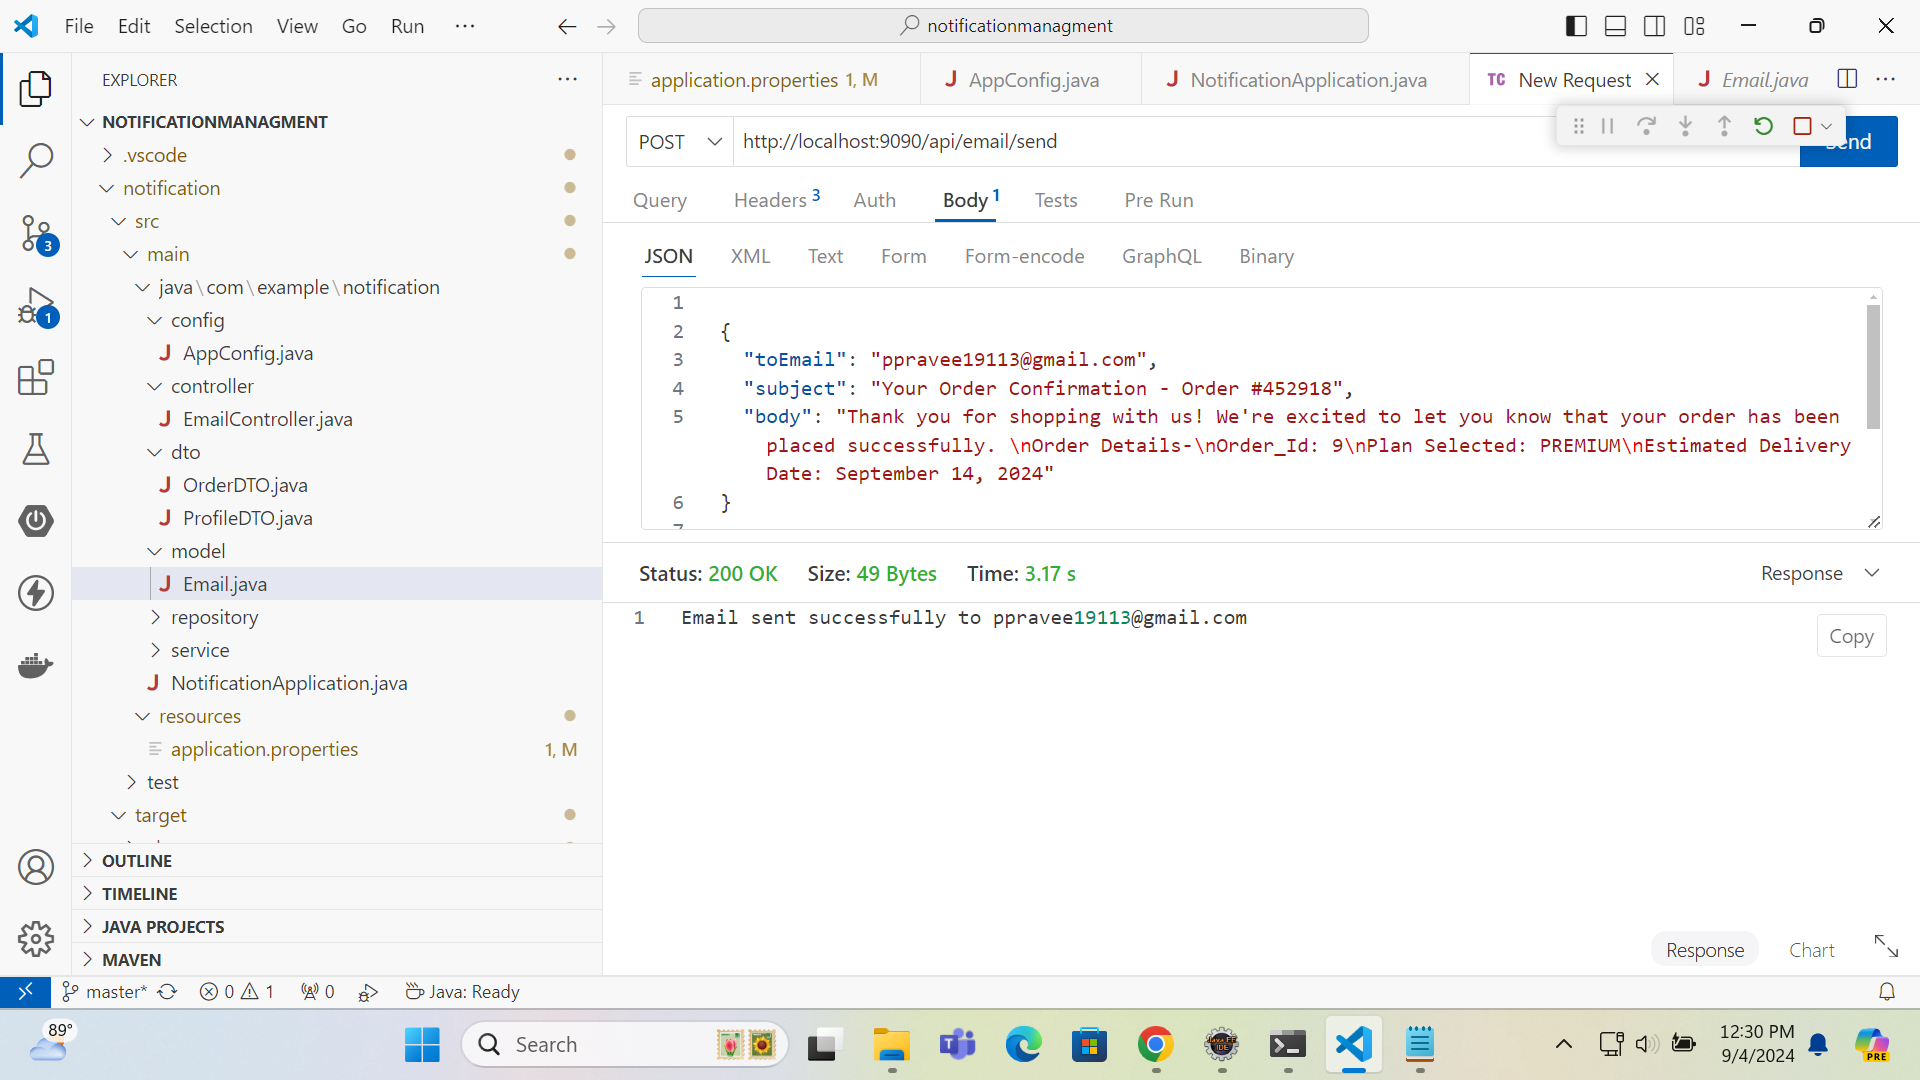 File Edit Selection View Go Run ··· notificationmanagment
EXPLORER ···
application.properties 1, M AppConfig.java NotificationApplication.java TC New Request Email.java ···
NOTIFICATIONMANAGMENT
.vscode
notification
src
main
java\com\example\notification
config
AppConfig.java
controller
EmailController.java
dto
OrderDTO.java
ProfileDTO.java
model
Email.java
repository
service
NotificationApplication.java
resources
application.properties 1, M
test
target
OUTLINE
TIMELINE
JAVA PROJECTS
MAVEN
3
1
POST http://localhost:9090/api/email/send
Query Headers 3 Auth Body 1 Tests Pre Run
JSON XML Text Form Form-encode GraphQL Binary
1
2 {
3 "toEmail": "ppravee19113@gmail.com",
4 "subject": "Your Order Confirmation - Order #452918",
5 "body": "Thank you for shopping with us! We're excited to let you know that your order has been
placed successfully. \nOrder Details-\nOrder_Id: 9\nPlan Selected: PREMIUM\nEstimated Delivery
Date: September 14, 2024"
6 }
Status: 200 OK Size: 49 Bytes Time: 3.17 s Response
1 Email sent successfully to ppravee19113@gmail.com
Copy
Response Chart
master* 0 1 0 Java: Ready
89° Search 12:30 PM
9/4/2024
PRE